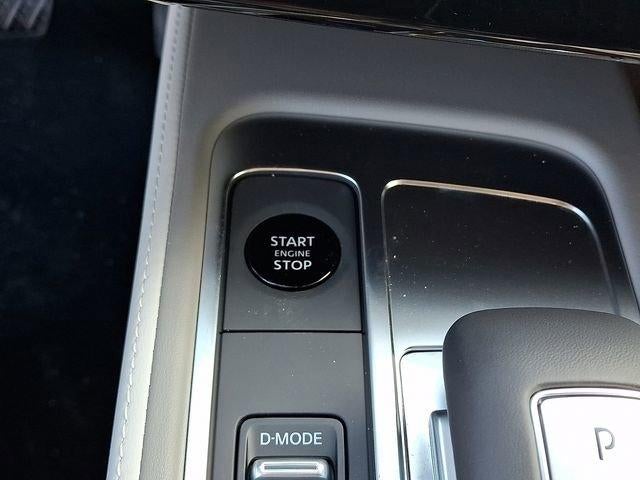 START
ENGINE
STOP
D-MODE
P